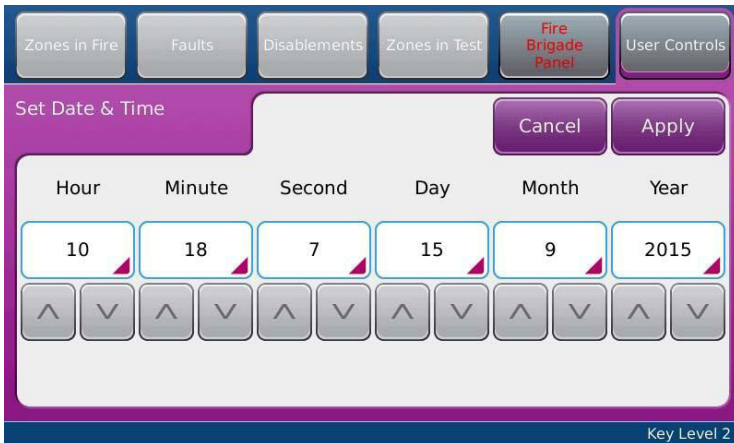 Zones in Fire Faults Disablements Zones in Test Fire Brigade Panel User Controls
Set Date & Time
Cancel Apply
Hour Minute Second Day Month Year
10 18 7 15 9 2015
Key Level 2